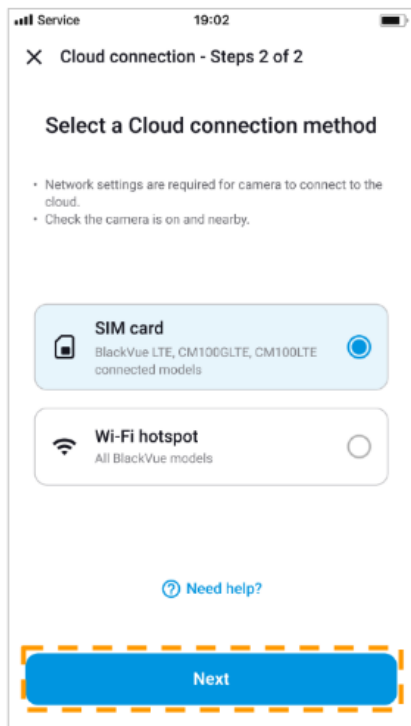 Service 19:02
Cloud connection - Steps 2 of 2
Select a Cloud connection method
• Network settings are required for camera to connect to the
cloud.
• Check the camera is on and nearby.
SIM card
BlackVue LTE, CM100GLTE, CM100LTE
connected models
Wi-Fi hotspot
All BlackVue models
? Need help?
Next